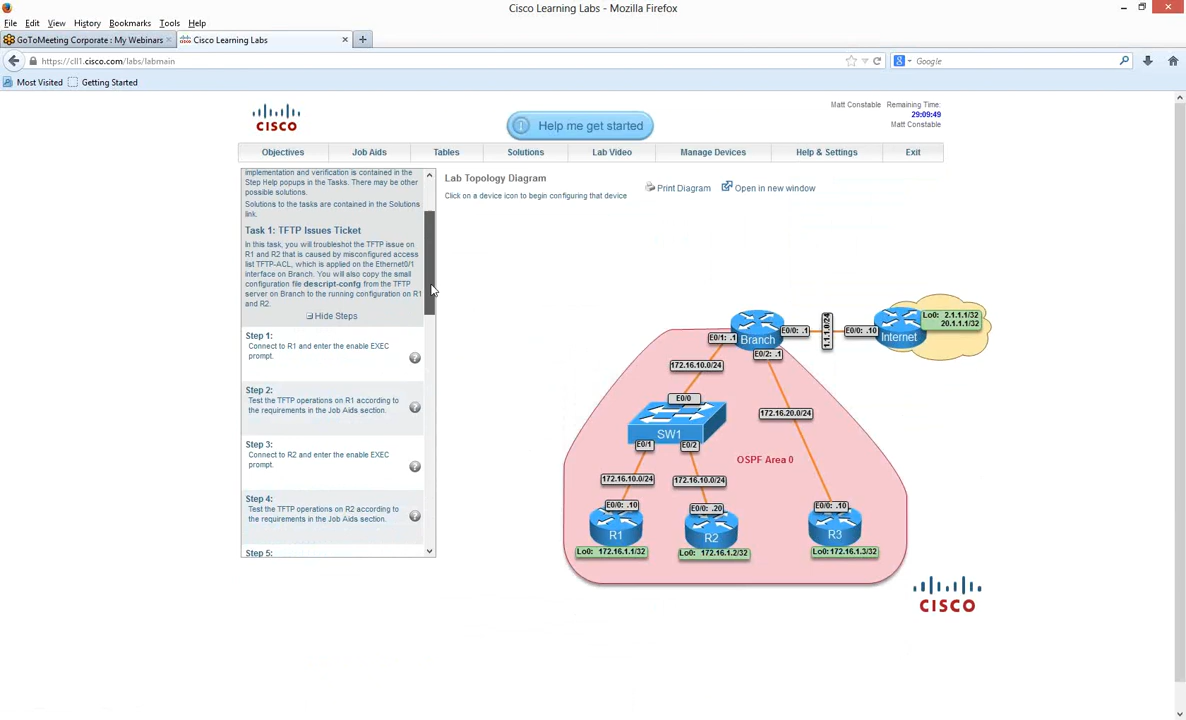 Cisco Learning Labs - Mozilla Firefox
File Edit View History Bookmarks Tools Help
GoToMeeting Corporate : My Webinars
Cisco Learning Labs
https://cll1.cisco.com/labs/labmain
Google
Most Visited Getting Started
CISCO
Help me get started
Matt Constable Remaining Time:
29:09:49
Matt Constable
Objectives Job Aids Tables Solutions Lab Video Manage Devices Help & Settings Exit
implementation and verification is contained in the
Step Help popups in the Tasks. There may be other
possible solutions.
Solutions to the tasks are contained in the Solutions
link.
Task 1: TFTP Issues Ticket
In this task, you will troubleshot the TFTP issue on
R1 and R2 that is caused by misconfigured access
list TFTP-ACL, which is applied on the Ethernet0/1
interface on Branch. You will also copy the small
configuration file descript-confg from the TFTP
server on Branch to the running configuration on R1
and R2.
Hide Steps
Step 1:
Connect to R1 and enter the enable EXEC
prompt.
Step 2:
Test the TFTP operations on R1 according to
the requirements in the Job Aids section.
Step 3:
Connect to R2 and enter the enable EXEC
prompt.
Step 4:
Test the TFTP operations on R2 according to
the requirements in the Job Aids section.
Step 5:
Lab Topology Diagram
Click on a device icon to begin configuring that device
Print Diagram
Open in new window
Lo0: 2.1.1.1/32
20.1.1.1/32
E0/1: .1
Branch
E0/0: .1
1.1.1.0/24
E0/0: .10
Internet
E0/2: .1
172.16.10.0/24
E0/0
172.16.20.0/24
SW1
E0/1
E0/2
OSPF Area 0
172.16.10.0/24
172.16.10.0/24
E0/0: .10
E0/0: .20
E0/0: .10
R1
R2
R3
Lo0: 172.16.1.1/32
Lo0: 172.16.1.2/32
Lo0:172.16.1.3/32
CISCO